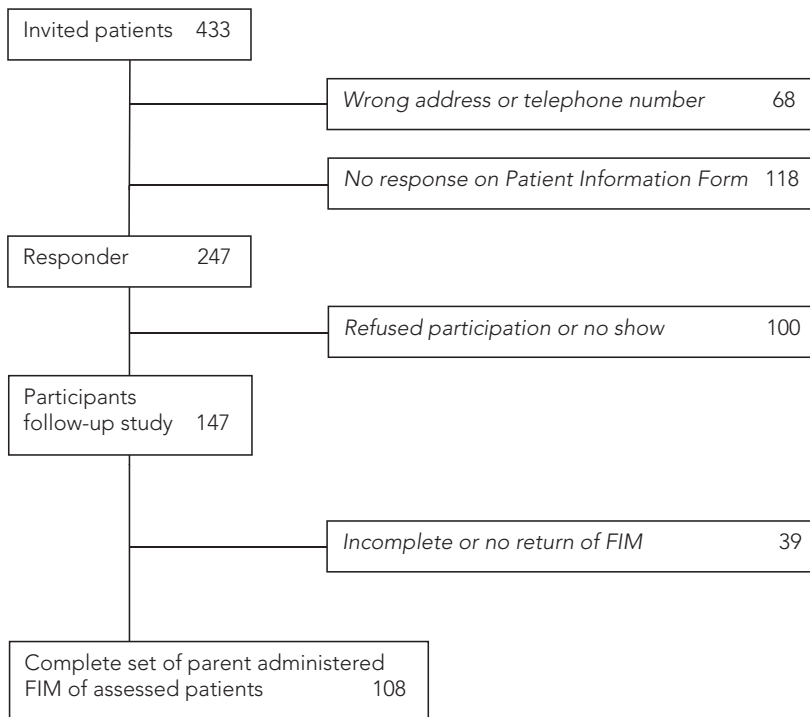 Invited patients 433
Wrong address or telephone number 68
No response on Patient Information Form 118
Responder 247
Refused participation or no show 100
Participants
follow-up study 147
Incomplete or no return of FIM 39
Complete set of parent administered
FIM of assessed patients 108